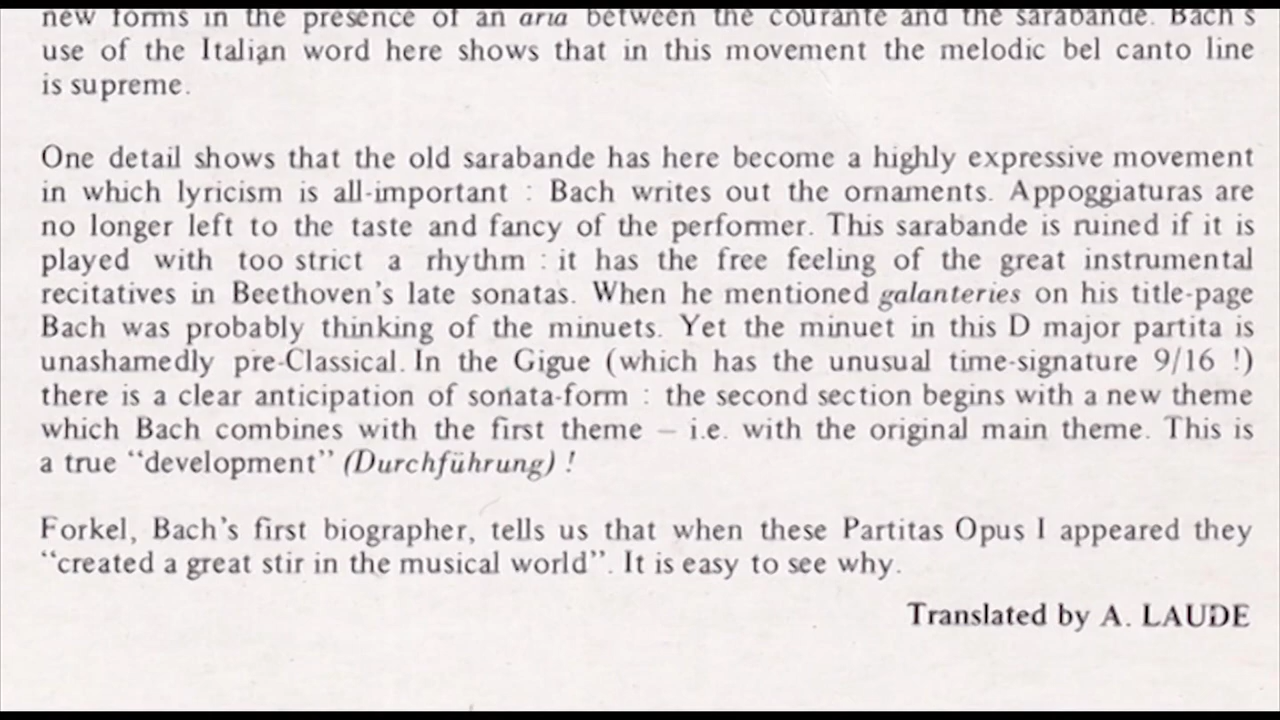 new forms in the presence of an aria between the courante and the sarabande. Bach's
use of the Italian word here shows that in this movement the melodic bel canto line
is supreme.
One detail shows that the old sarabande has here become a highly expressive movement
in which lyricism is all-important : Bach writes out the ornaments. Appoggiaturas are
no longer left to the taste and fancy of the performer. This sarabande is ruined if it is
played with too strict a rhythm : it has the free feeling of the great instrumental
recitatives in Beethoven's late sonatas. When he mentioned galanteries on his title-page
Bach was probably thinking of the minuets. Yet the minuet in this D major partita is
unashamedly pre-Classical. In the Gigue (which has the unusual time-signature 9/16 !)
there is a clear anticipation of sonata-form : the second section begins with a new theme
which Bach combines with the first theme – i.e. with the original main theme. This is
a true “development” (Durchführung) !
Forkel, Bach's first biographer, tells us that when these Partitas Opus I appeared they
“created a great stir in the musical world”. It is easy to see why.
Translated by A. LAUDE